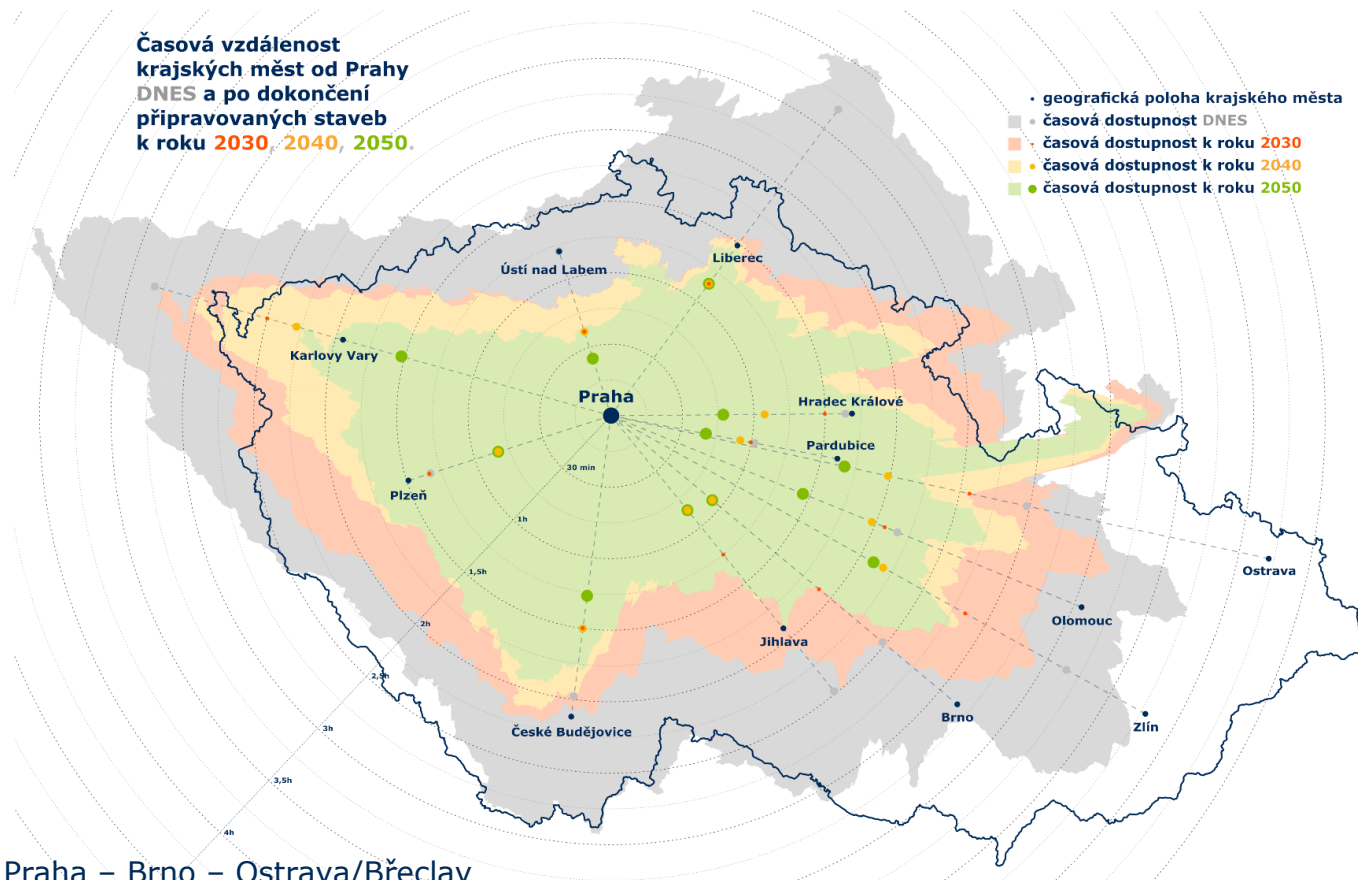 Časová vzdálenost
krajských měst od Prahy
DNES a po dokončení
připravovaných staveb
k roku 2030, 2040, 2050.
geografická poloha krajského města
časová dostupnost DNES
časová dostupnost k roku 2030
časová dostupnost k roku 2040
časová dostupnost k roku 2050
Liberec
Ústí nad Labem
Karlovy Vary
Praha
Hradec Králové
Pardubice
30 min
Plzeň
1h
1,5h
Ostrava
2h
Olomouc
Jihlava
2,5h
Brno
Zlín
3h
České Budějovice
3,5h
4h
Praha – Brno – Ostrava/Břeclav